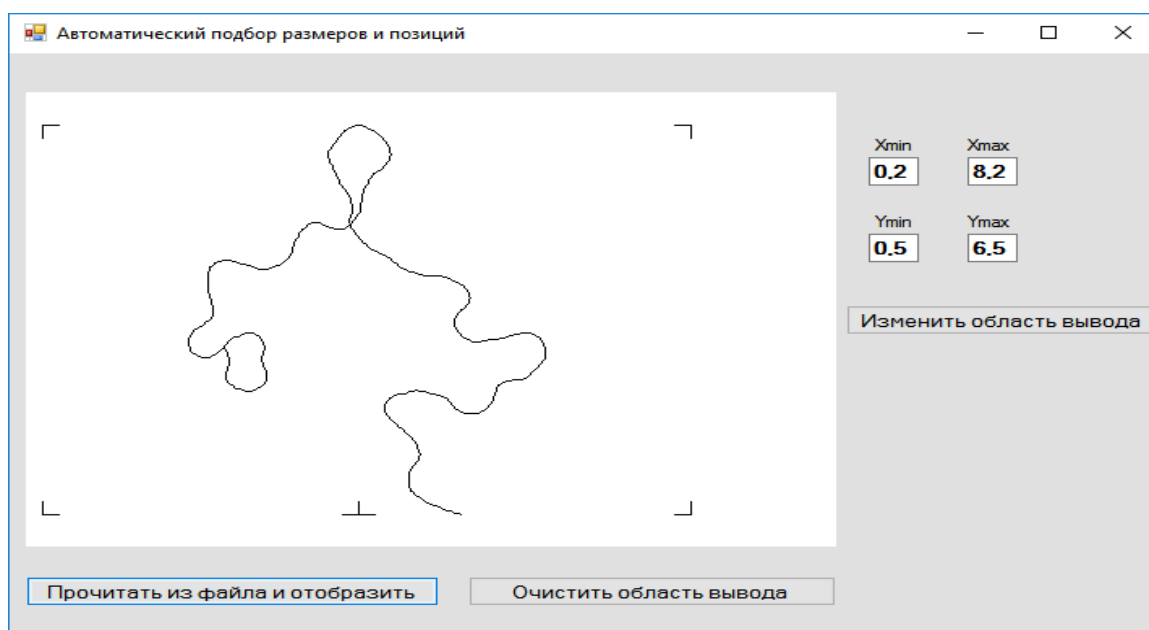 Автоматический подбор размеров и позиций
Xmin Xmax
0.2 8.2
Ymin Ymax
0.5 6.5
Изменить область вывода
Прочитать из файла и отобразить Очистить область вывода